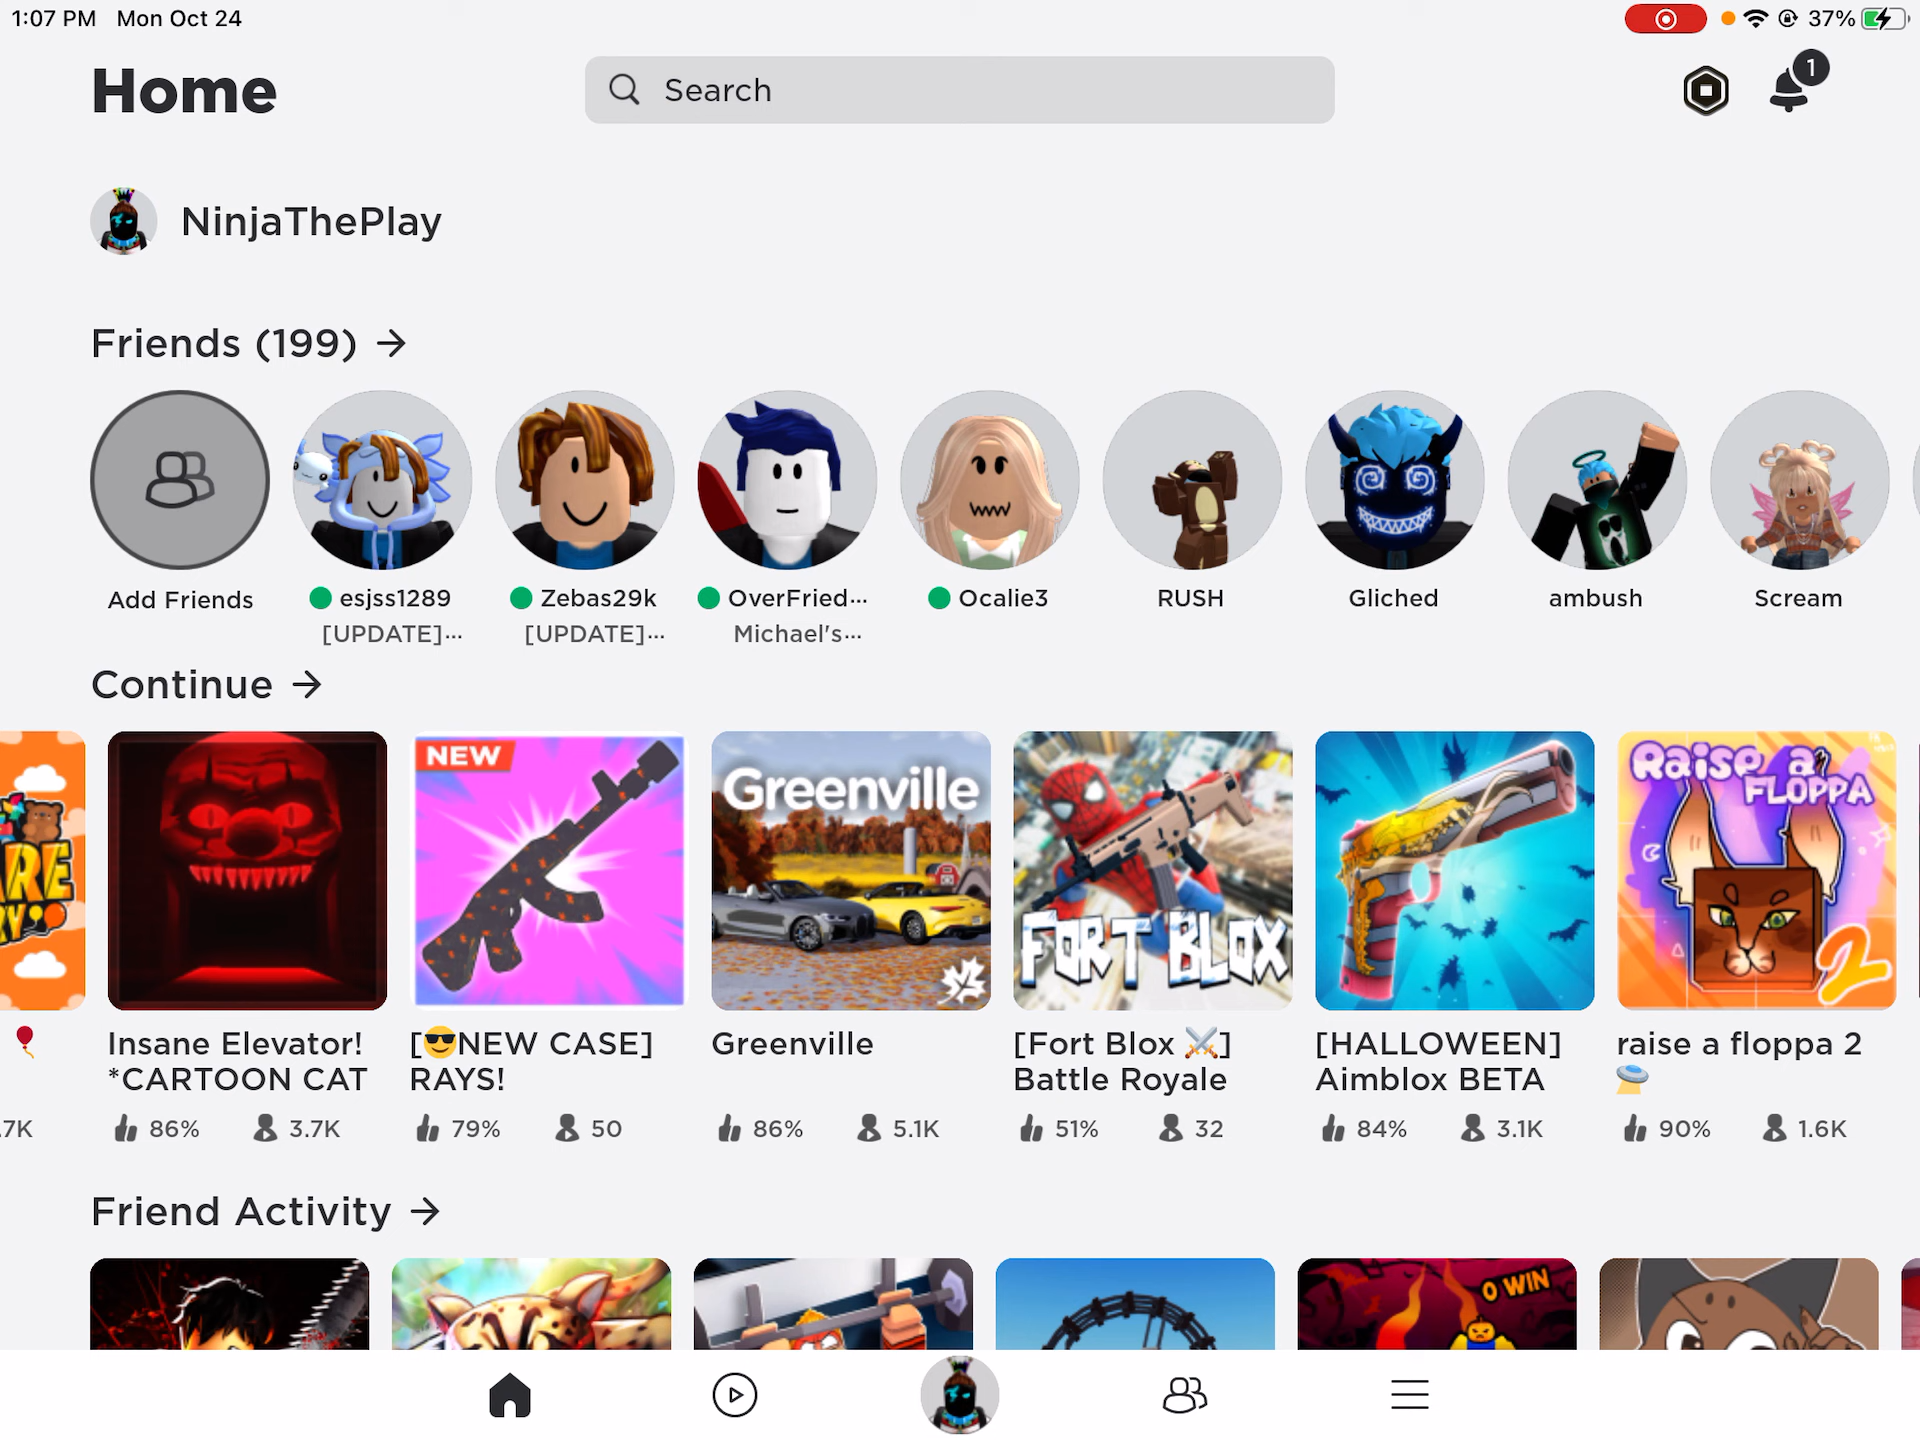 1:07 PM Mon Oct 24 37%
Home Search 1
NinjaThePlay
Friends (199) →
Add Friends esjss1289 Zebas29k OverFried... Ocalie3 RUSH Gliched ambush Scream
[UPDATE]... [UPDATE]... Michael's...
Continue →
NEW
Greenville
FORT BLOX
Raise a
FLOPPA
2
Insane Elevator! [😎NEW CASE] Greenville [Fort Blox ⚔️] [HALLOWEEN] raise a floppa 2
🎈 *CARTOON CAT RAYS! Battle Royale Aimblox BETA 🛸
.7K 86% 3.7K 79% 50 86% 5.1K 51% 32 84% 3.1K 90% 1.6K
Friend Activity →
0 WIN